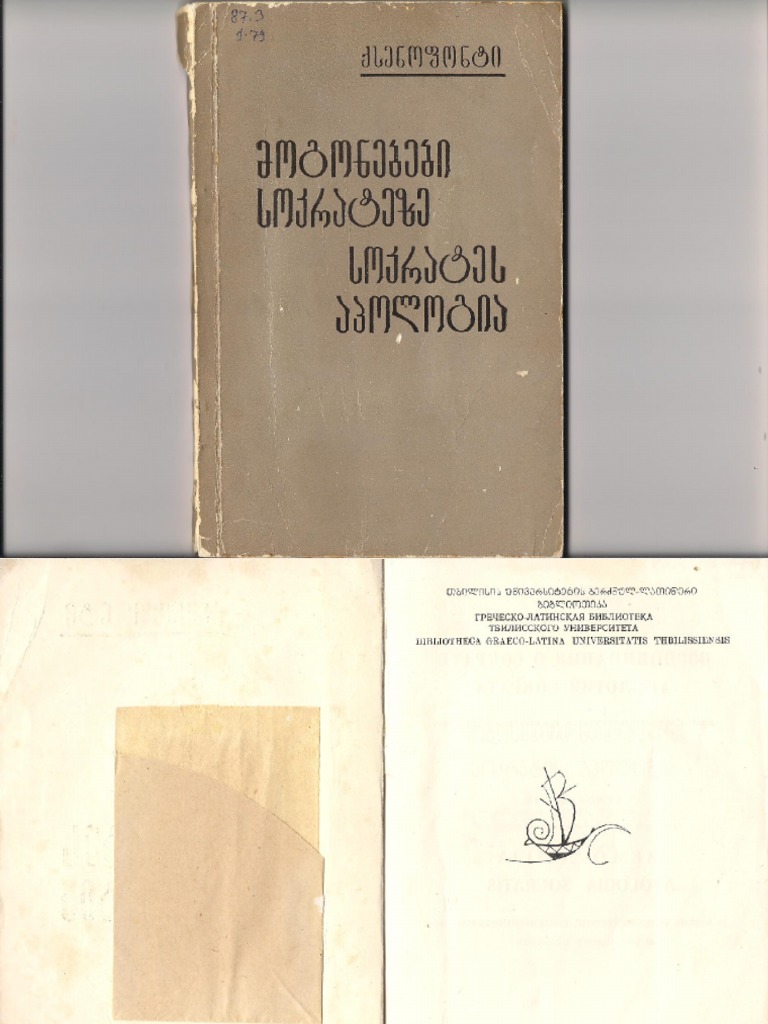 87.3
ქსენოფონტი
მოგონებები
სოკრატეზე
სოკრატეს
აპოლოგია
თბილისის უნივერსიტეტის ბერძნულ-ლათინური
ბიბლიოთეკა
ГРЕЧЕСКО-ЛАТИНСКАЯ БИБЛИОТЕКА
ТБИЛИССКОГО УНИВЕРСИТЕТА
BIBLIOTHECA GRAECO-LATINA UNIVERSITATIS THBILISSIENSIS